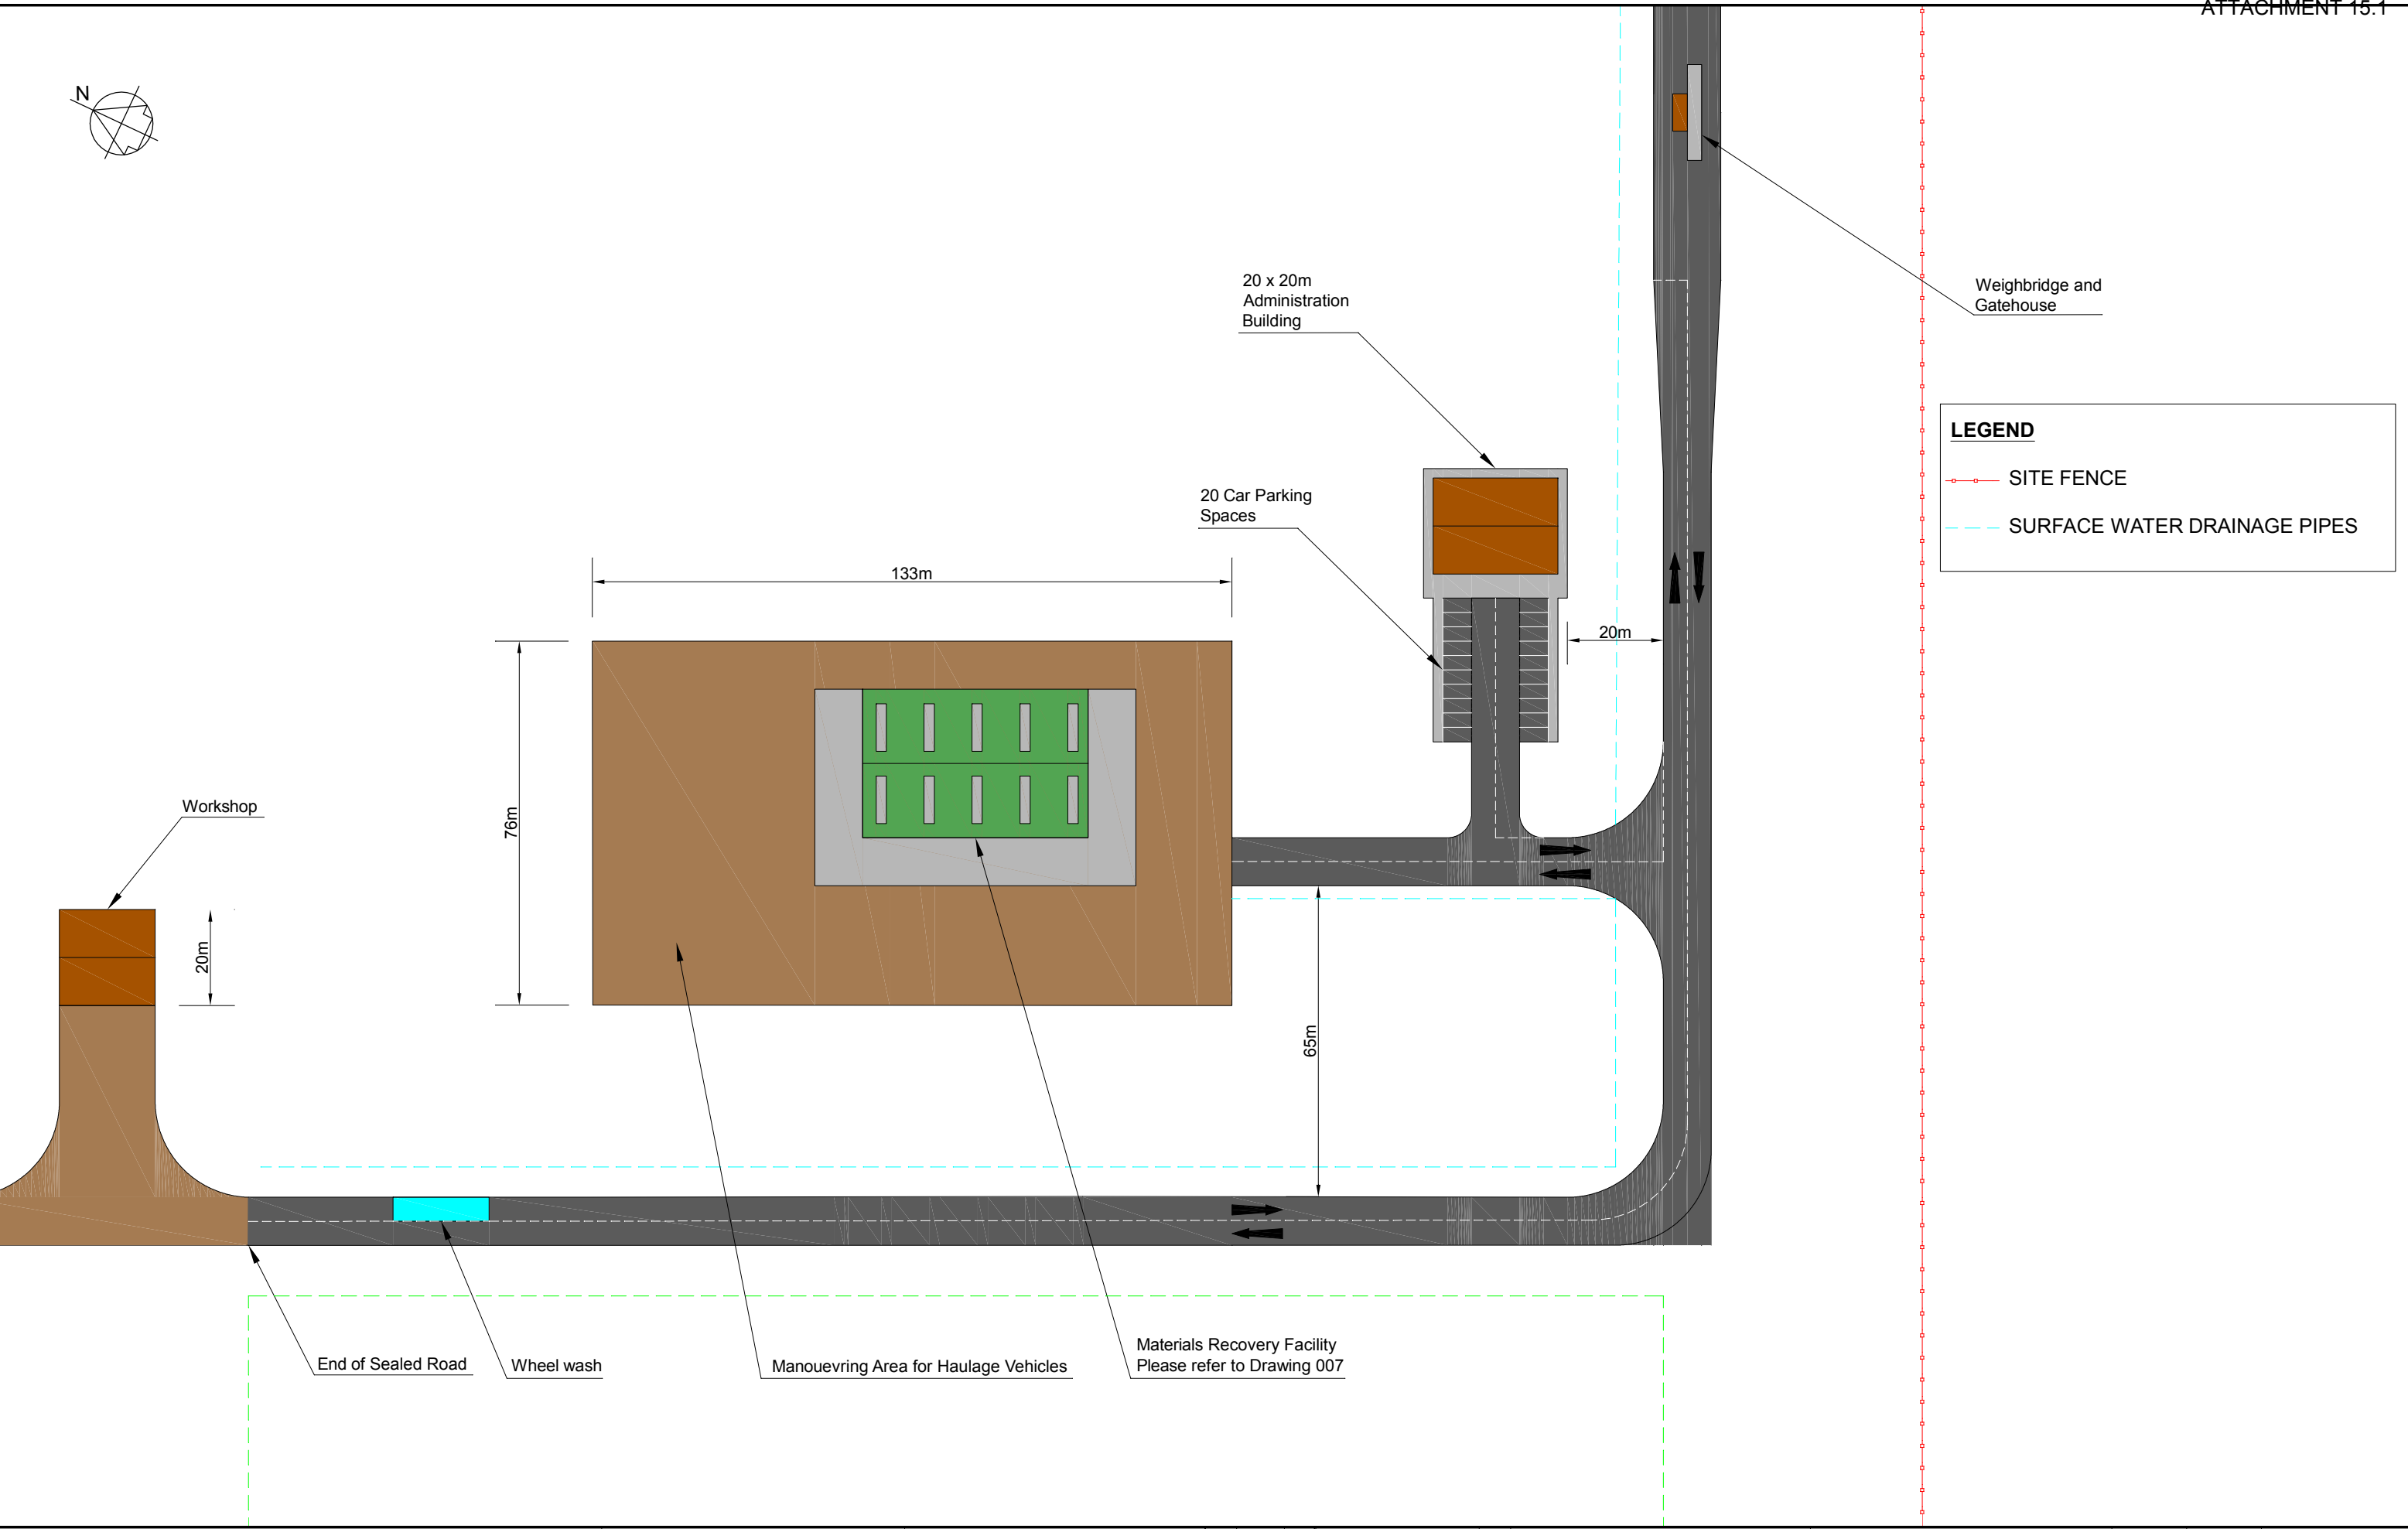 ATTACHMENT 15.1
N
20 x 20m
Administration
Building
Weighbridge and
Gatehouse
LEGEND
SITE FENCE
SURFACE WATER DRAINAGE PIPES
20 Car Parking
Spaces
133m
20m
76m
Workshop
20m
65m
End of Sealed Road
Wheel wash
Manouevring Area for Haulage Vehicles
Materials Recovery Facility
Please refer to Drawing 007